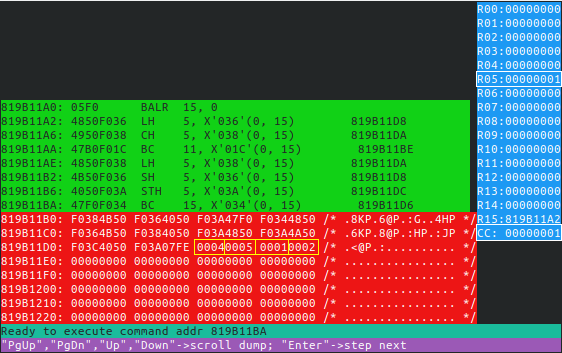 R00:00000000
R01:00000000
R02:00000000
R03:00000000
R04:00000000
R05:00000001
R06:00000000
819B11A0: 05F0 BALR 15, 0 R07:00000000
819B11A2: 4850F036 LH 5, X'036'(0, 15) 819B11D8 R08:00000000
819B11A6: 4950F038 CH 5, X'038'(0, 15) 819B11DA R09:00000000
819B11AA: 47B0F01C BC 11, X'01C'(0, 15) 819B11BE R10:00000000
819B11AE: 4850F038 LH 5, X'038'(0, 15) 819B11DA R11:00000000
819B11B2: 4B50F036 SH 5, X'036'(0, 15) 819B11D8 R12:00000000
819B11B6: 4050F03A STH 5, X'03A'(0, 15) 819B11DC R13:00000000
819B11BA: 47F0F034 BC 15, X'034'(0, 15) 819B11D6 R14:00000000
819B11B0: F0384B50 F0364050 F03A47F0 F0344850 /* .8KP.6@P.:G..4HP */ R15:819B11A2
819B11C0: F0364B50 F0384050 F03A4850 F03A4A50 /* .6KP.8@P.:HP.:JP */ CC: 00000001
819B11D0: F03C4050 F03A07FE 00040005 00010002 /* .<@P.:.......... */
819B11E0: 00000000 00000000 00000000 00000000 /* ................ */
819B11F0: 00000000 00000000 00000000 00000000 /* ................ */
819B1200: 00000000 00000000 00000000 00000000 /* ................ */
819B1210: 00000000 00000000 00000000 00000000 /* ................ */
819B1220: 00000000 00000000 00000000 00000000 /* ................ */
Ready to execute command addr 819B11BA
"PgUp","PgDn","Up","Down"->scroll dump; "Enter"->step next